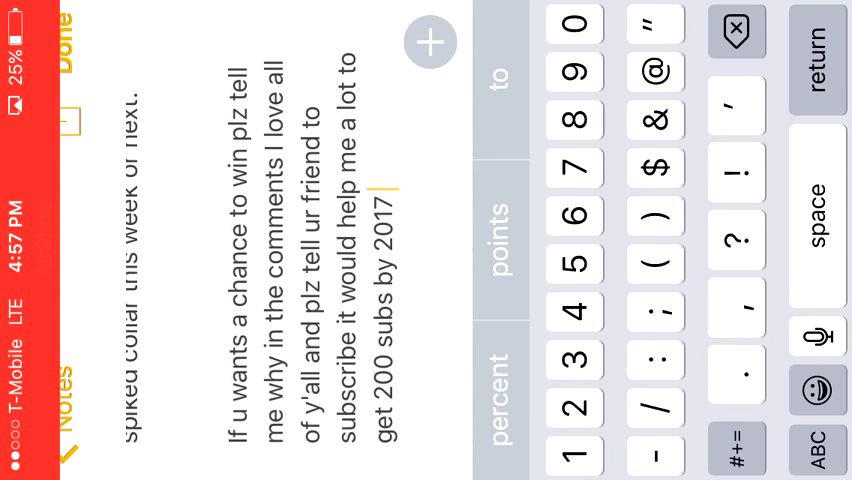 T-Mobile LTE 4:57 PM 25%
Notes Done
spiked collar this week or next.
If u wants a chance to win plz tell
me why in the comments I love all
of y'all and plz tell ur friend to
subscribe it would help me a lot to
get 200 subs by 2017
percent points to
1 2 3 4 5 6 7 8 9 0
- / : ; ( ) $ & @ "
#+= . , ? ! '
ABC space return